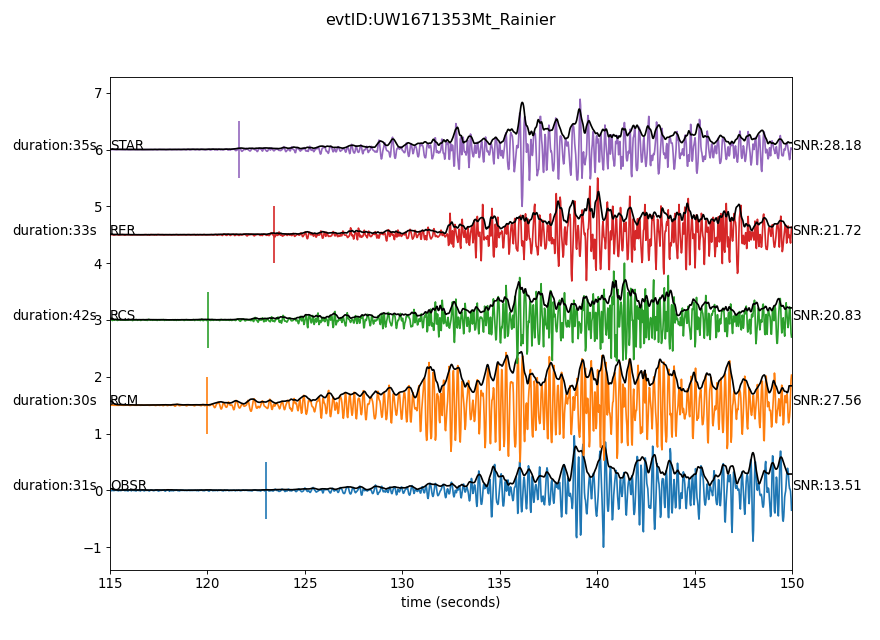 evtID:UW1671353Mt_Rainier
7
duration:35s 6 STAR SNR:28.18
5
duration:33s RER SNR:21.72
4
duration:42s 3 RCS SNR:20.83
2
duration:30s RCM SNR:27.56
1
duration:31s 0 OBSR SNR:13.51
−1
115 120 125 130 135 140 145 150
time (seconds)